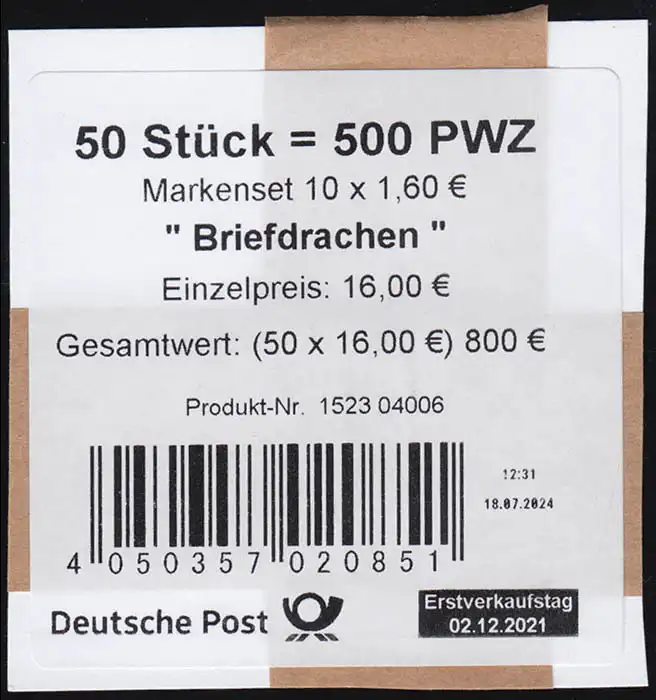 50 Stück = 500 PWZ
Markenset 10 x 1,60 €
" Briefdrachen "
Einzelpreis: 16,00 €
Gesamtwert: (50 x 16,00 €) 800 €
Produkt-Nr. 1523 04006
12:31
18.07.2024
4 050357 020851
Deutsche Post
Erstverkaufstag
02.12.2021